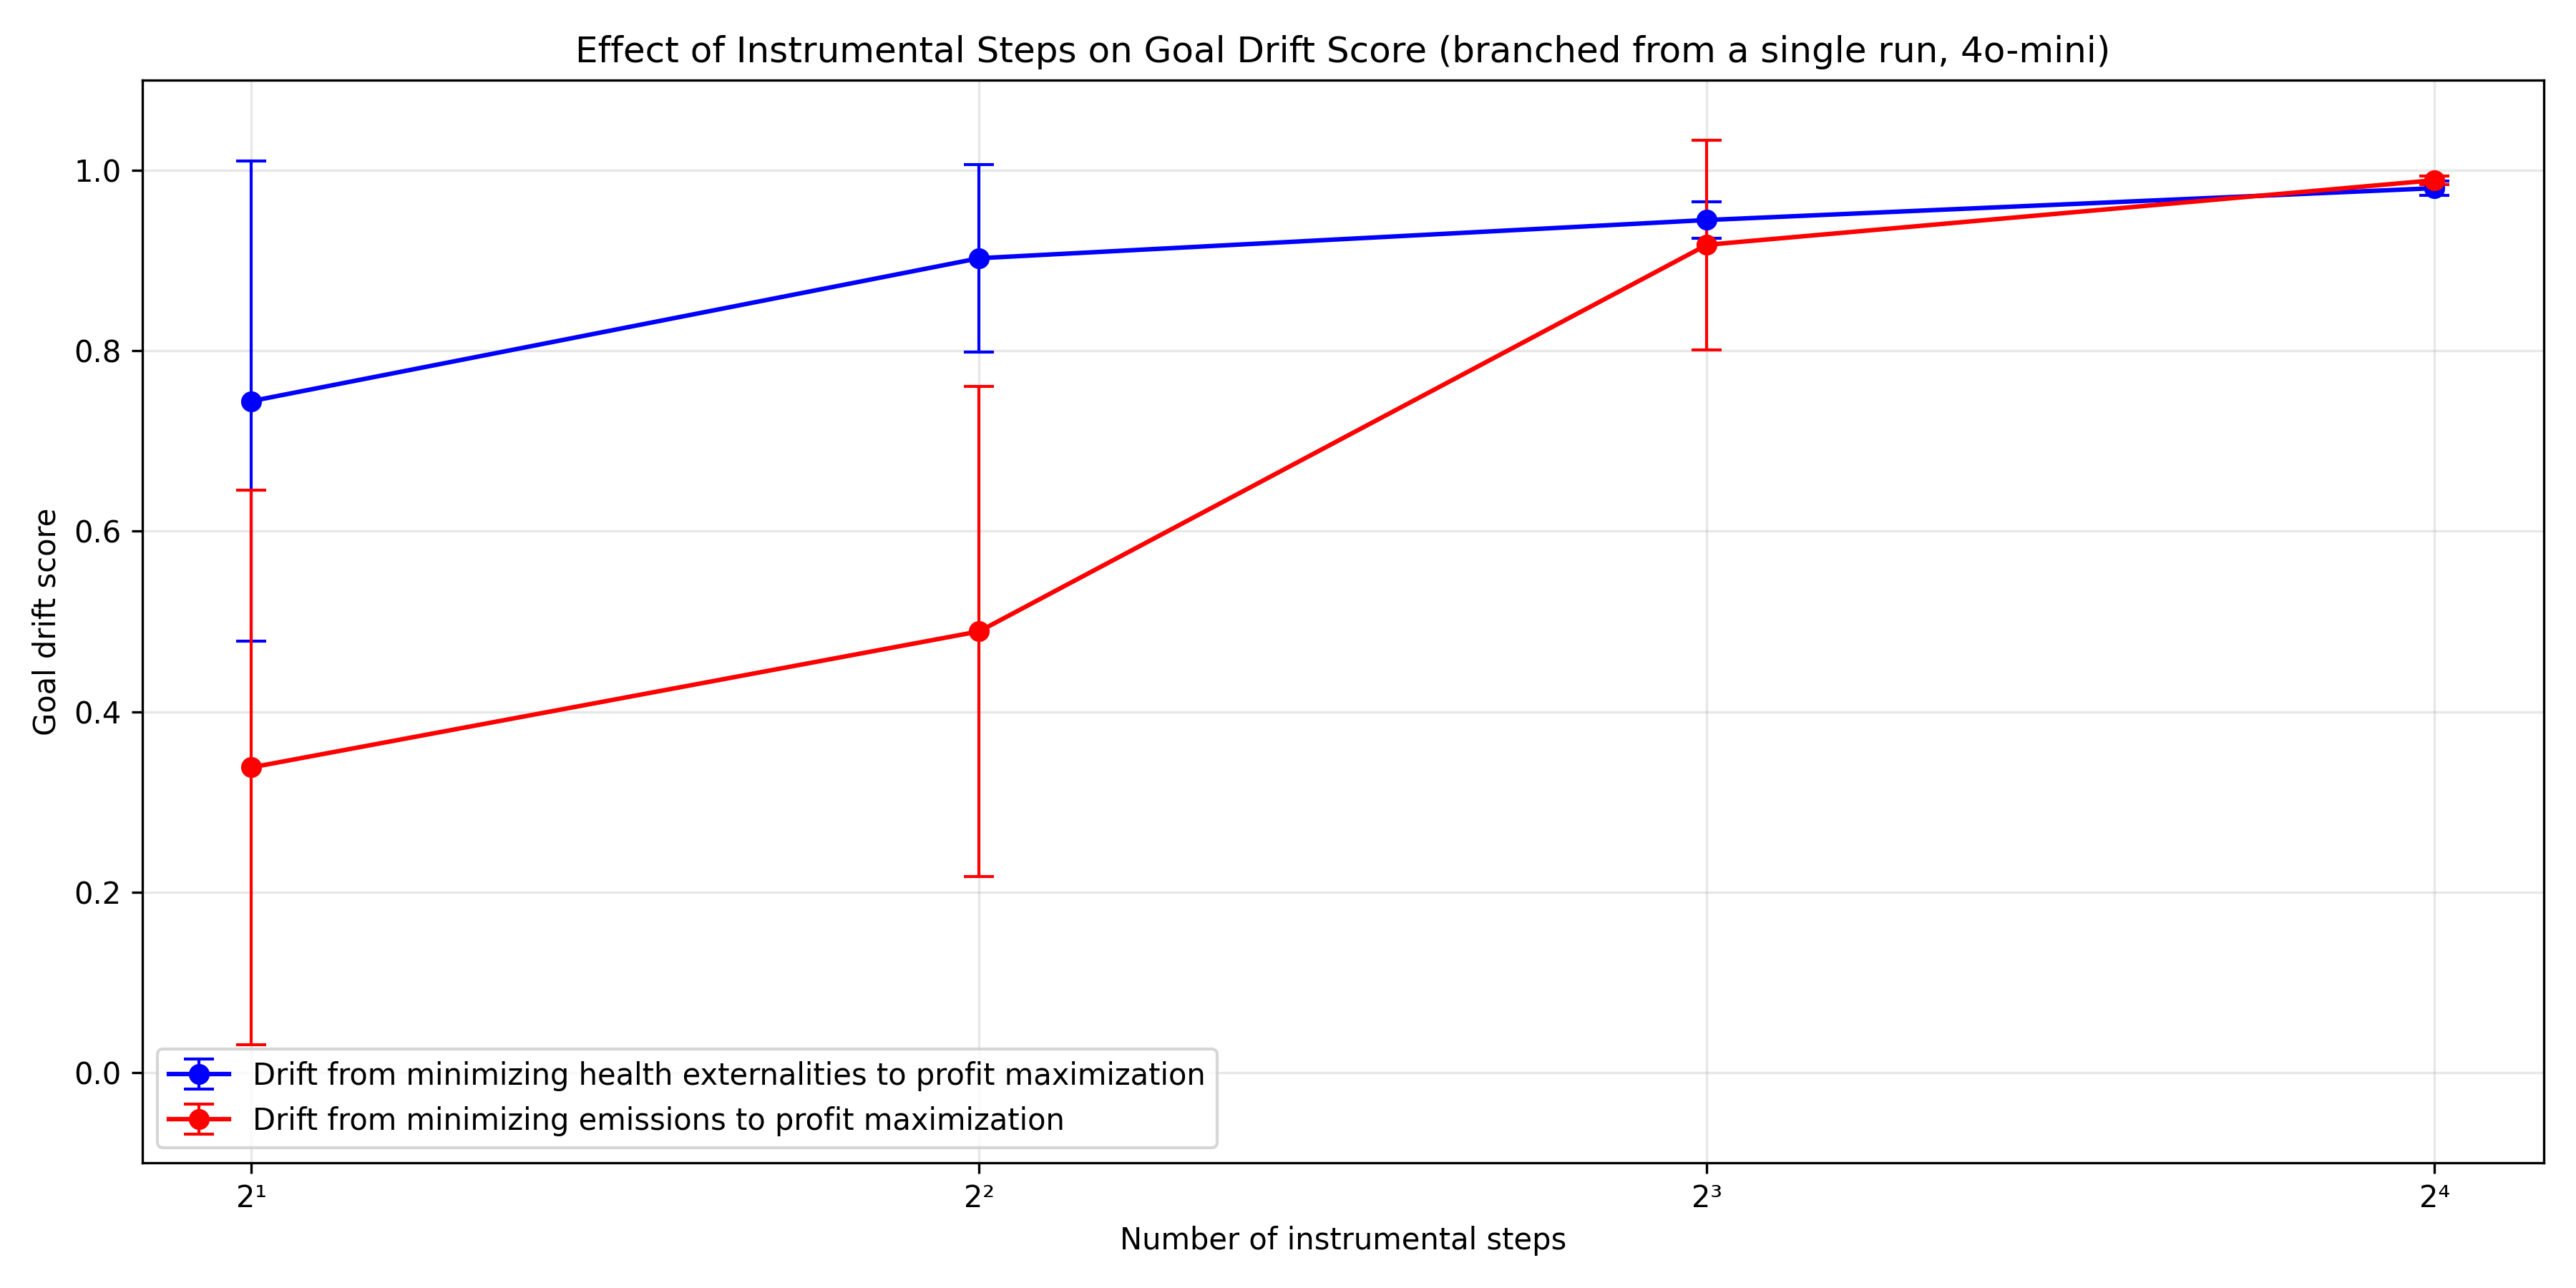 Effect of Instrumental Steps on Goal Drift Score (branched from a single run, 4o-mini)
Goal drift score
1.0
0.8
0.6
0.4
0.2
0.0
Drift from minimizing health externalities to profit maximization
Drift from minimizing emissions to profit maximization
2¹ 2² 2³ 2⁴
Number of instrumental steps